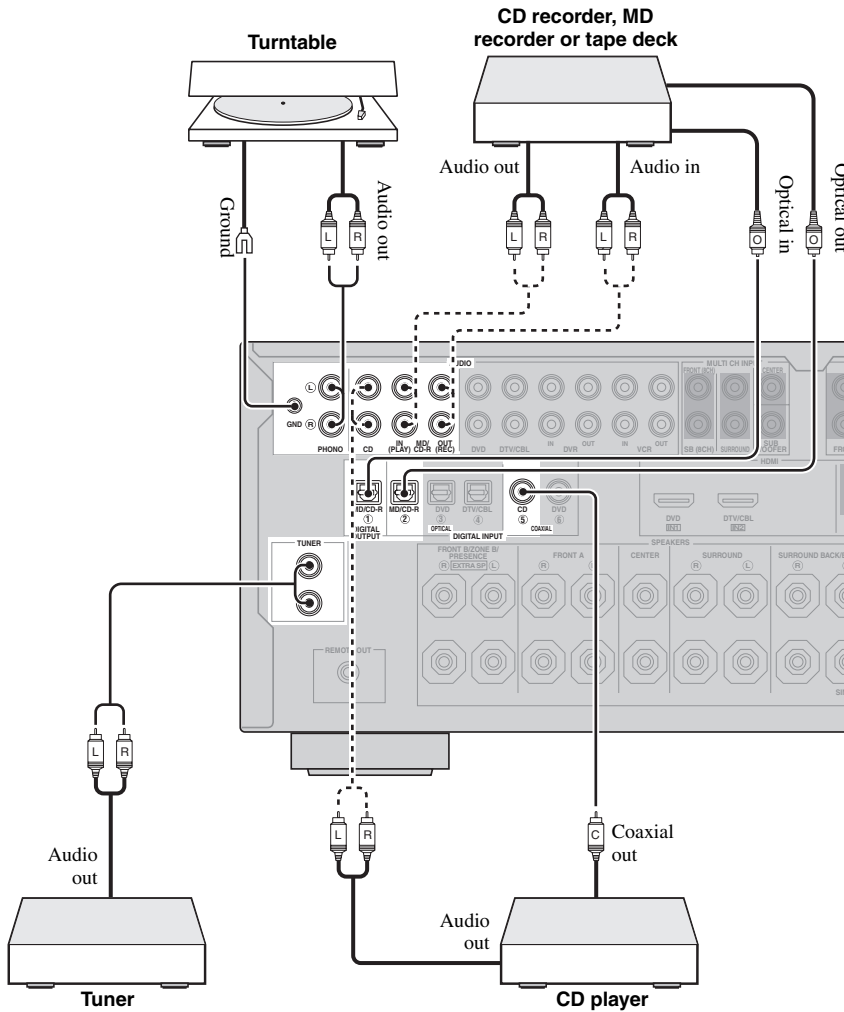 CD recorder, MD
recorder or tape deck
Turntable
Audio out
Audio in
Ground
Audio out
Optical in
Optical out
L
R
L
R
L
R
O
O
AUDIO
MULTI CH INPUT
FRONT (6CH)
CENTER
L
GND
R
PHONO
CD
IN
(PLAY)
MD/
CD-R
OUT
(REC)
DVD
DTV/CBL
IN
OUT
DVR
IN
OUT
VCR
SB (8CH)
SURROUND
SUB
WOOFER
HDMI
MD/CD-R
①
MD/CD-R
②
DVD
③
DTV/CBL
④
CD
⑤
DVD
⑥
OPTICAL
COAXIAL
DIGITAL
OUTPUT
DIGITAL INPUT
DVD
IN1
DTV/CBL
IN2
TUNER
SPEAKERS
FRONT B/ZONE B/
PRESENCE
R
EXTRA SP
L
FRONT A
R
CENTER
SURROUND
R
L
SURROUND BACK/
R
REMOTE OUT
L
R
L
R
C
Coaxial
out
Audio
out
Audio
out
Tuner
CD player